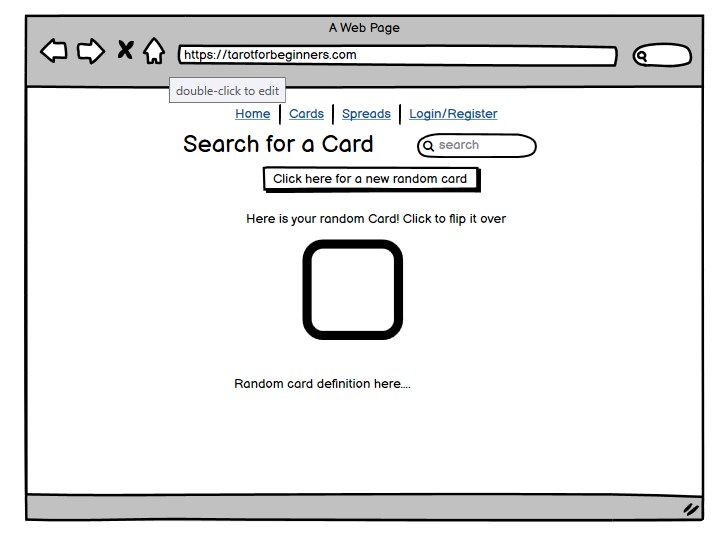 A Web Page
https://tarotforbeginners.com
double-click to edit
Home Cards Spreads Login/Register
Search for a Card search
Click here for a new random card
Here is your random Card! Click to flip it over
Random card definition here....